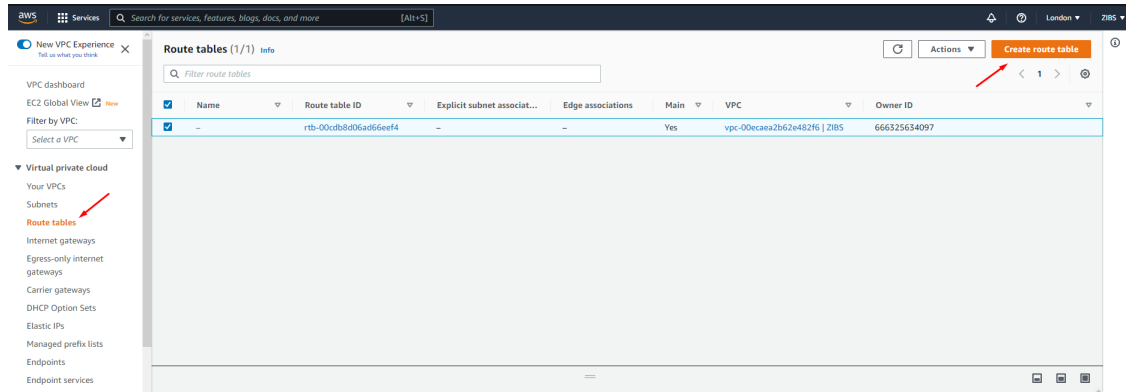 aws Services Search for services, features, blogs, docs, and more [Alt+S] London ZIBS
New VPC Experience
Tell us what you think
VPC dashboard
EC2 Global View New
Filter by VPC:
Select a VPC
Virtual private cloud
Your VPCs
Subnets
Route tables
Internet gateways
Egress-only internet
gateways
Carrier gateways
DHCP Option Sets
Elastic IPs
Managed prefix lists
Endpoints
Endpoint services
Route tables (1/1) Info
Actions
Create route table
Filter route tables
1
Name Route table ID Explicit subnet associat... Edge associations Main VPC Owner ID
– rtb-00cdb8d06ad66eef4 – – Yes vpc-00ecaea2b62e482f6 | ZIBS 666325634097